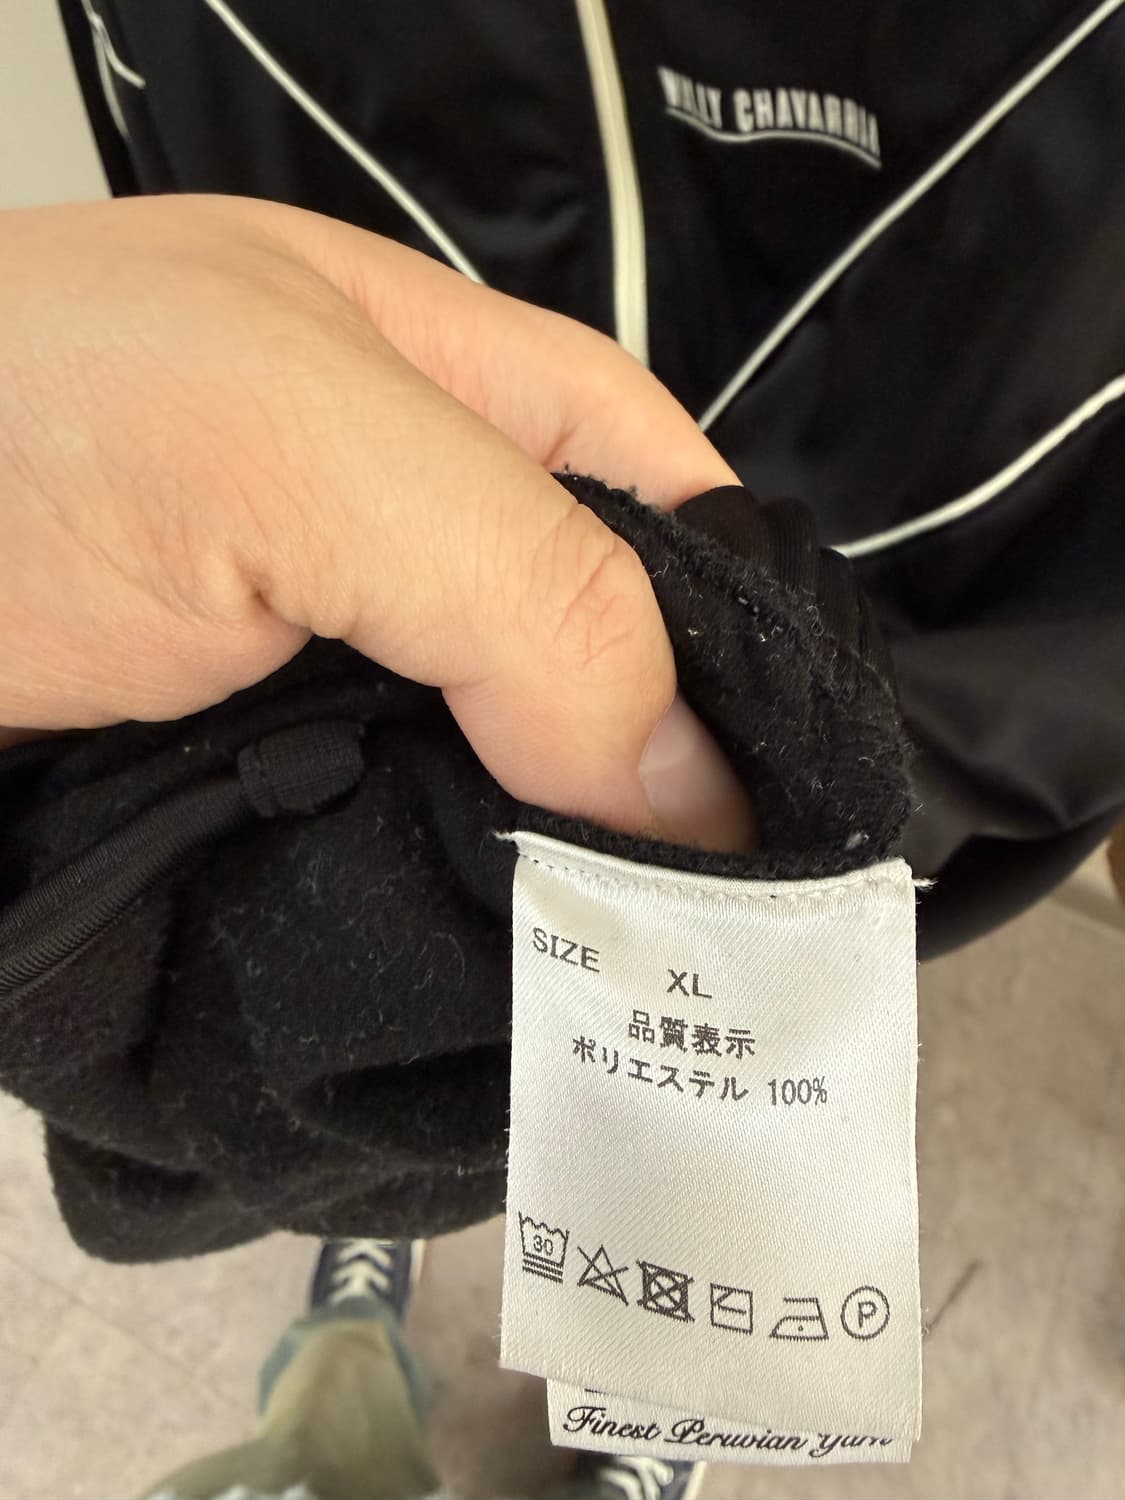 WILLY CHAVARRIA
SIZE XL
品質表示
ポリエステル 100%
30
P
Finest Peruvian Yarn